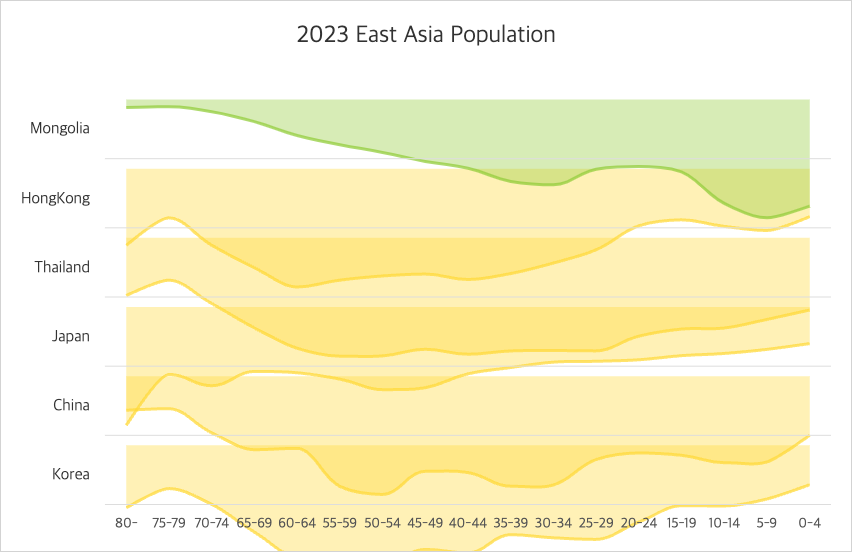 2023 East Asia Population
Mongolia
HongKong
Thailand
Japan
China
Korea
80- 75-79 70-74 65-69 60-64 55-59 50-54 45-49 40-44 35-39 30-34 25-29 20-24 15-19 10-14 5-9 0-4